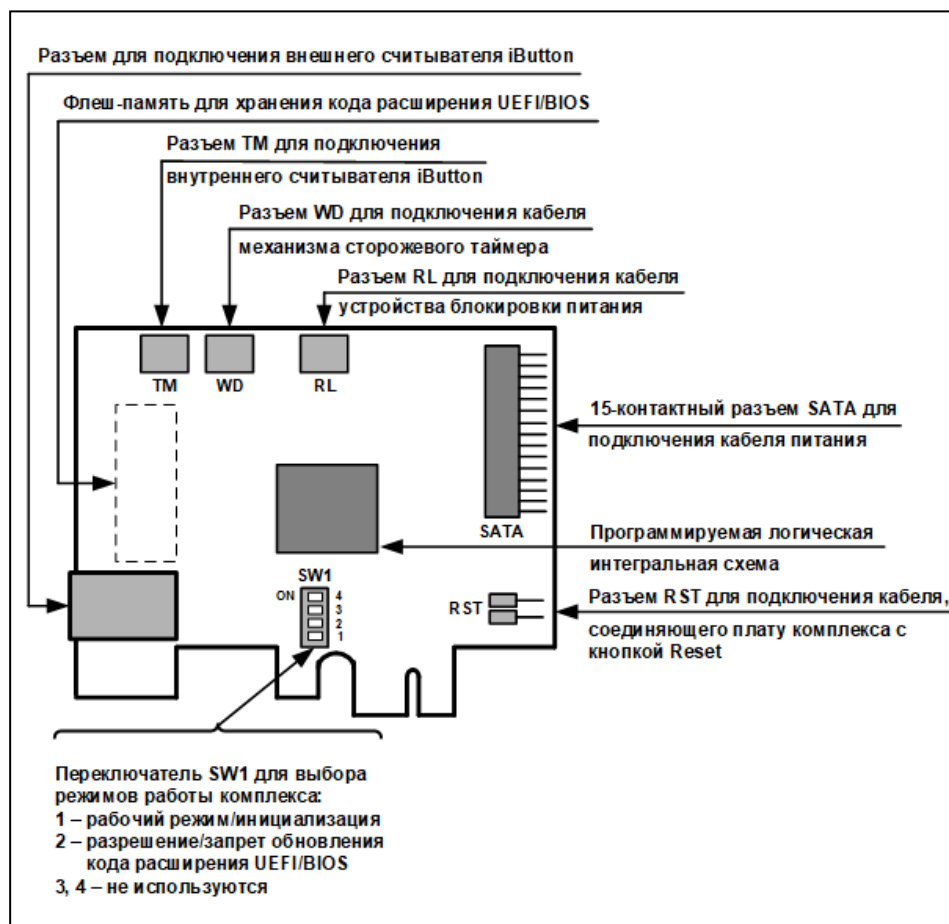 Разъем для подключения внешнего считывателя iButton
Флеш-память для хранения кода расширения UEFI/BIOS
Разъем TM для подключения
внутреннего считывателя iButton
Разъем WD для подключения кабеля
механизма сторожевого таймера
Разъем RL для подключения кабеля
устройства блокировки питания
TM
WD
RL
15-контактный разъем SATA для
подключения кабеля питания
SATA
Программируемая логическая
интегральная схема
SW1
ON
4
3
2
1
RST
Разъем RST для подключения кабеля,
соединяющего плату комплекса с
кнопкой Reset
Переключатель SW1 для выбора
режимов работы комплекса:
1 – рабочий режим/инициализация
2 – разрешение/запрет обновления
кода расширения UEFI/BIOS
3, 4 – не используются